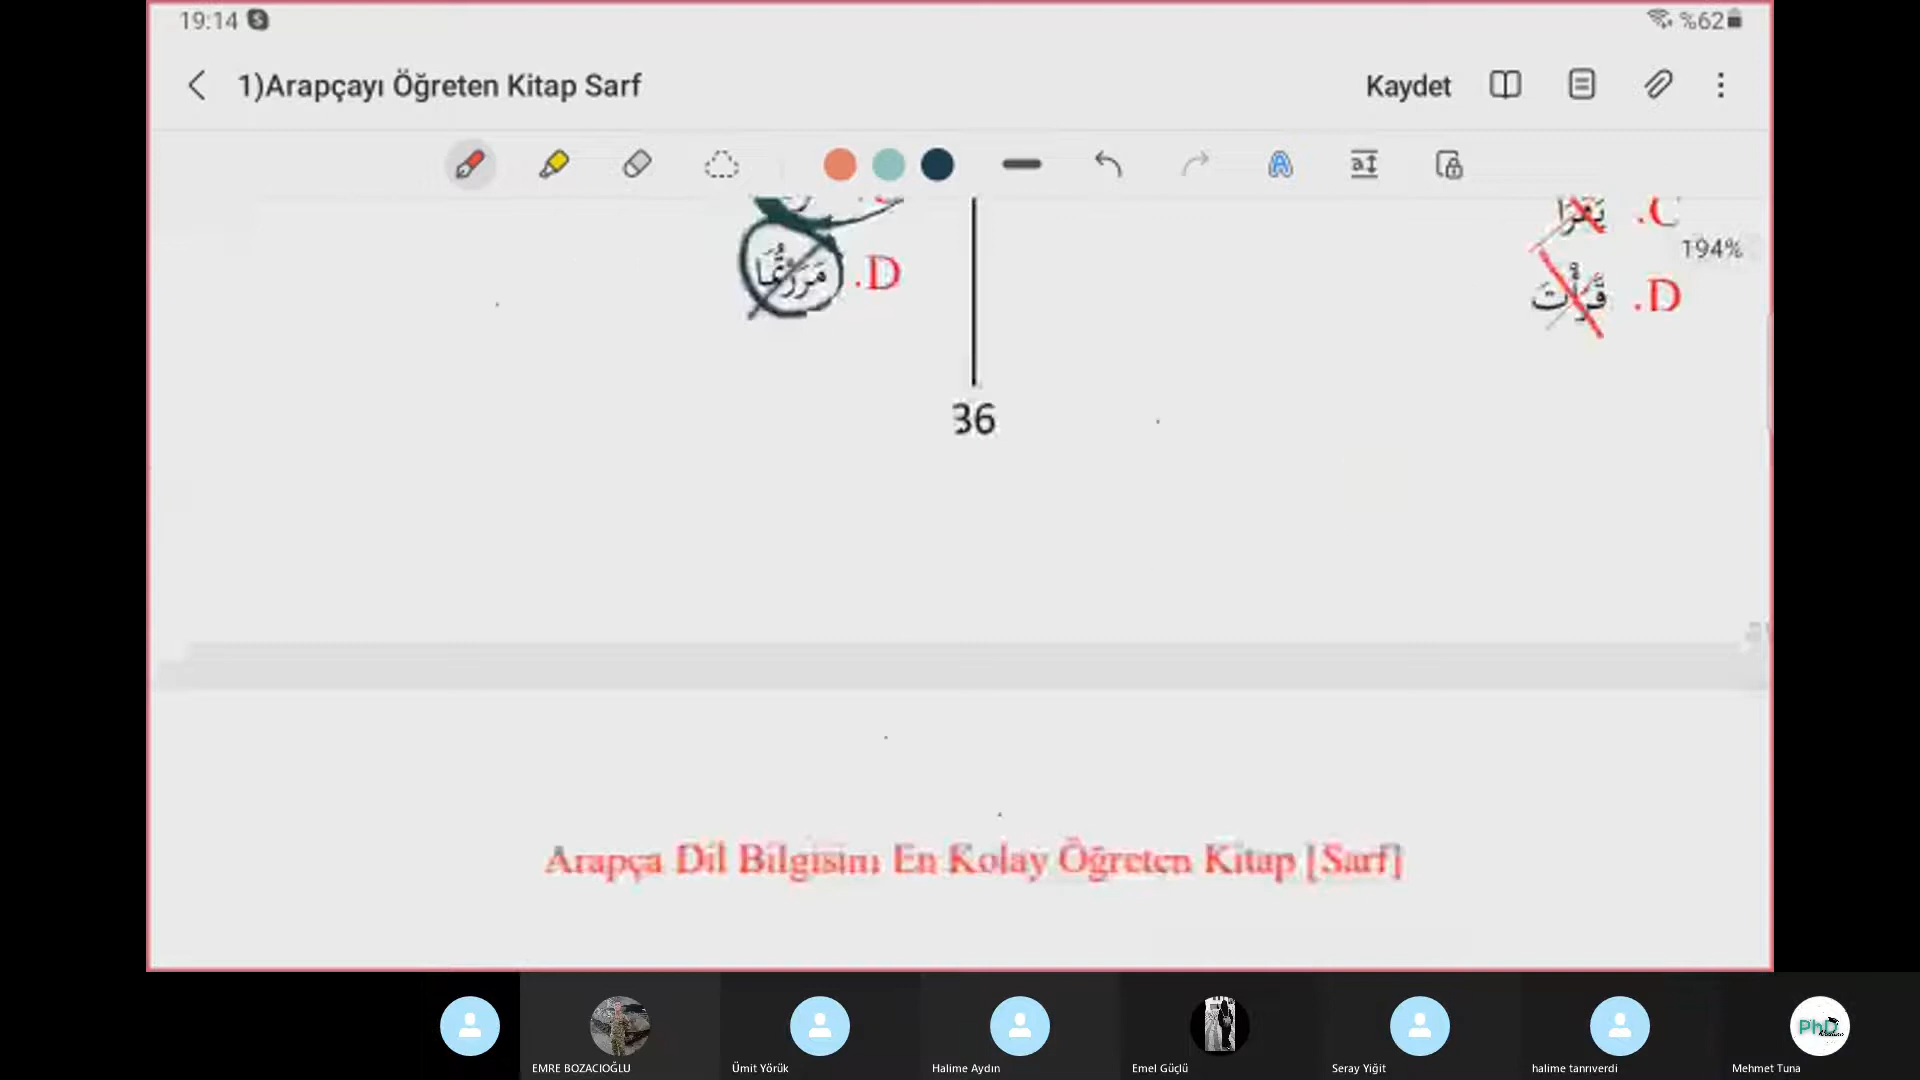 19:14 %62
1)Arapçayı Öğreten Kitap Sarf Kaydet
194%
يَقْرَأُ .C
مَرَرْتُمَا .D
قَرَأْتَ .D
36
Arapça Dil Bilgisini En Kolay Öğreten Kitap [Sarf]
EMRE BOZACIOĞLU Ümit Yörük Halime Aydın Emel Güçlü Seray Yiğit halime tanrıverdi Mehmet Tuna
PhD